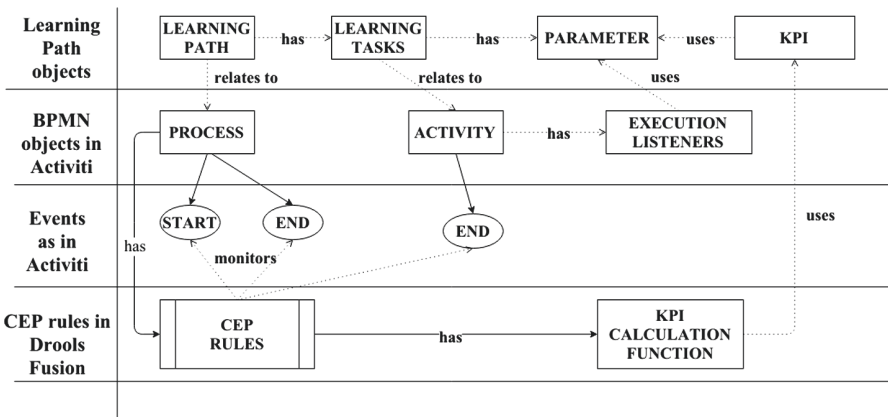 Learning
Path
objects
LEARNING
PATH
has
LEARNING
TASKS
has
PARAMETER
uses
KPI
relates to
relates to
uses
BPMN
objects in
Activiti
PROCESS
ACTIVITY
has
EXECUTION
LISTENERS
Events
as in
Activiti
has
START
END
END
uses
monitors
CEP rules in
Drools
Fusion
CEP
RULES
has
KPI
CALCULATION
FUNCTION